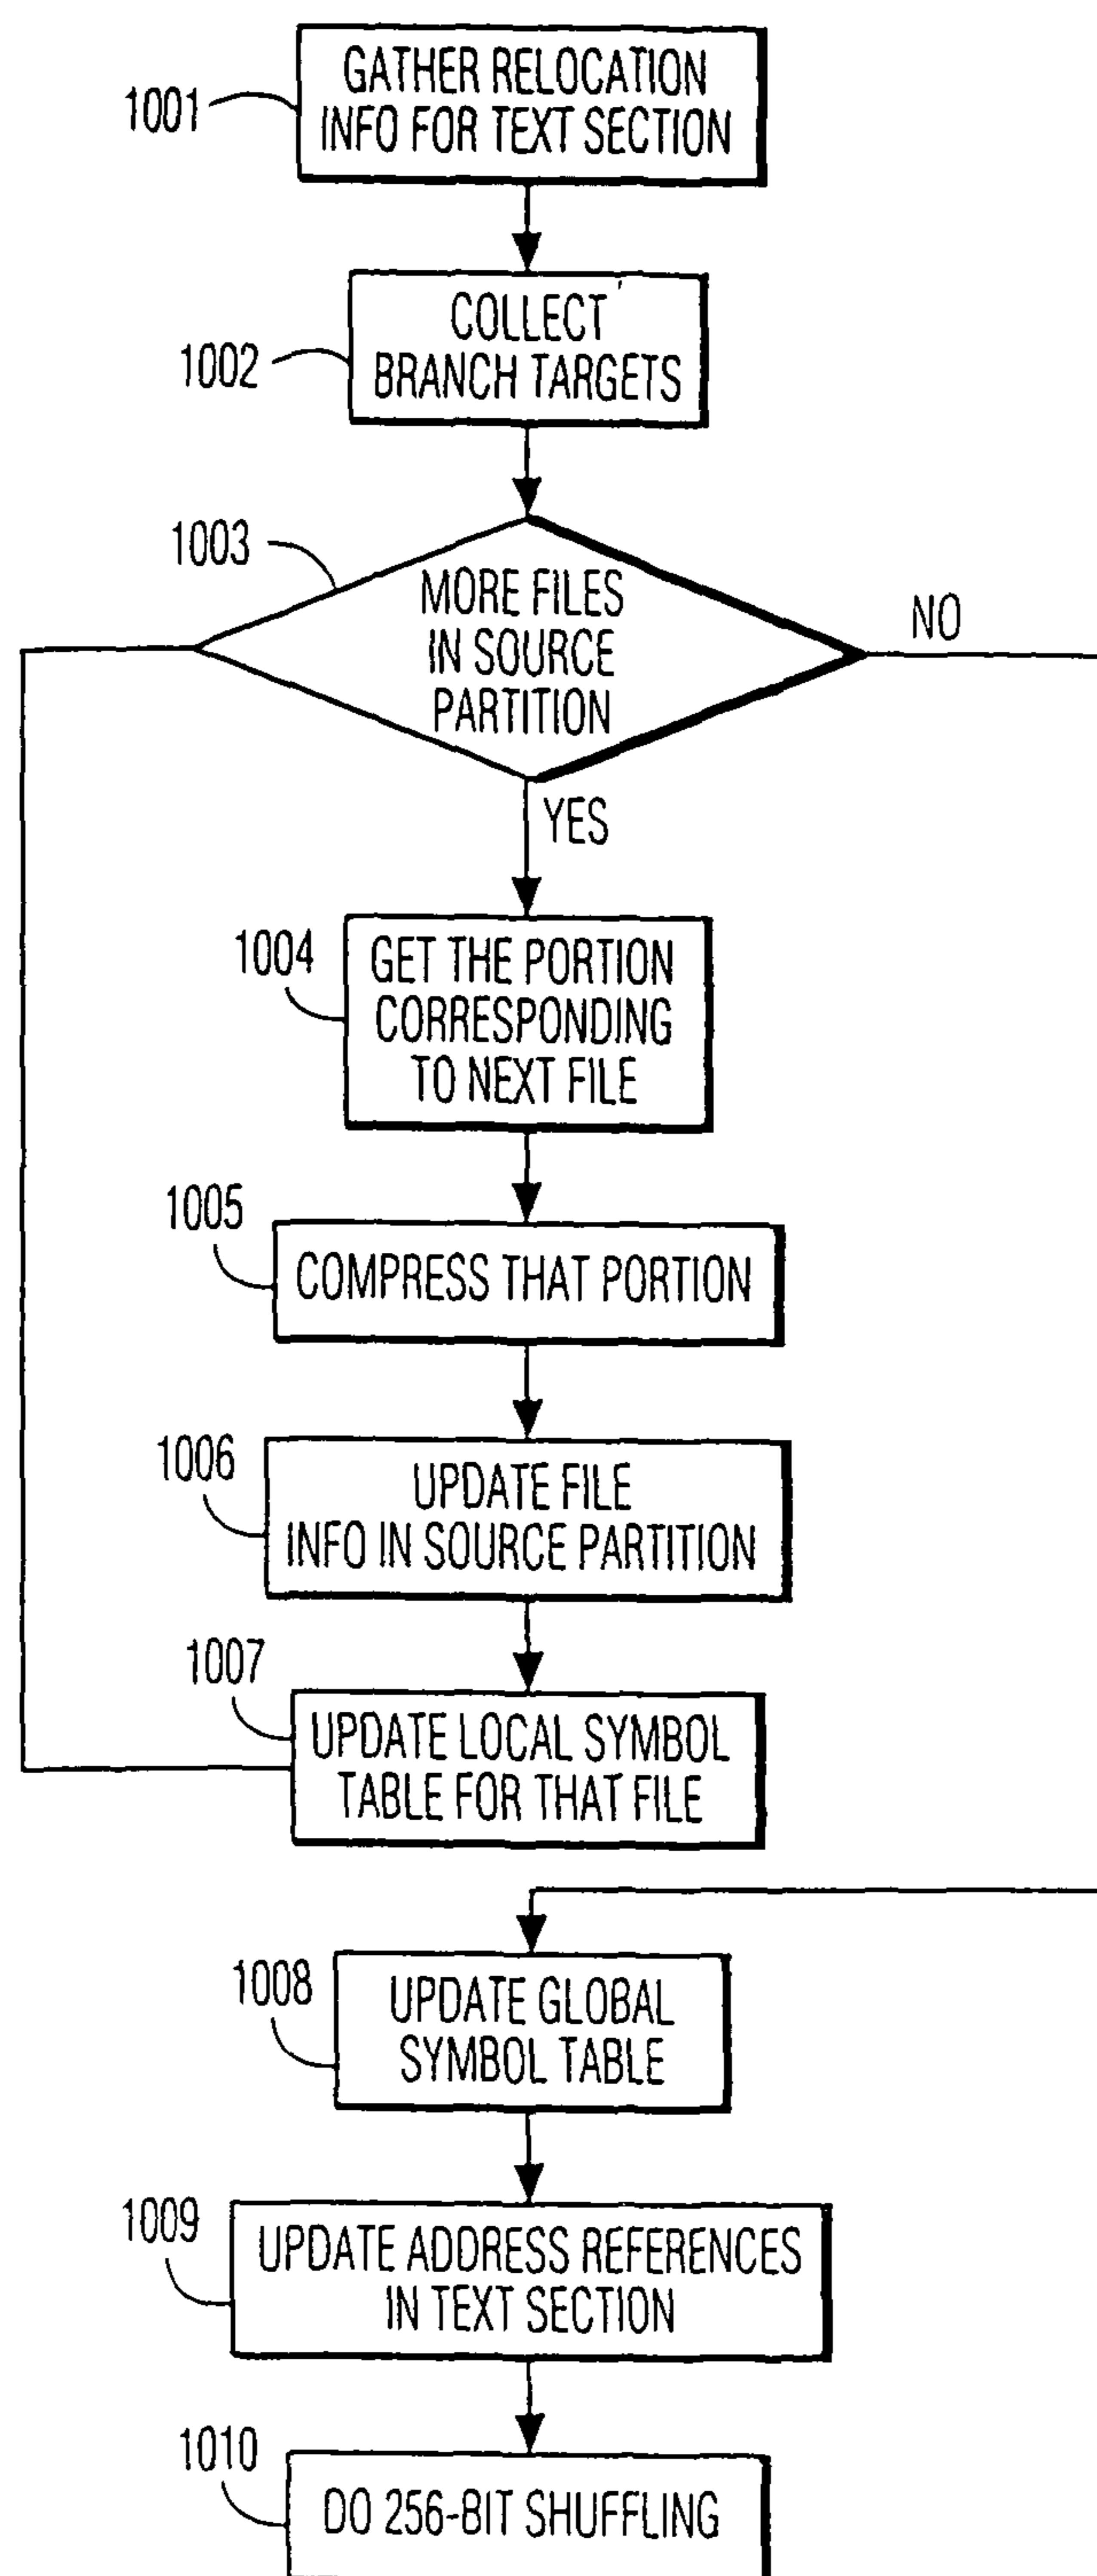 1001
GATHER RELOCATION
INFO FOR TEXT SECTION
1002
COLLECT
BRANCH TARGETS
1003
MORE FILES
IN SOURCE
PARTITION
NO
YES
1004
GET THE PORTION
CORRESPONDING
TO NEXT FILE
1005
COMPRESS THAT PORTION
1006
UPDATE FILE
INFO IN SOURCE PARTITION
1007
UPDATE LOCAL SYMBOL
TABLE FOR THAT FILE
1008
UPDATE GLOBAL
SYMBOL TABLE
1009
UPDATE ADDRESS REFERENCES
IN TEXT SECTION
1010
DO 256-BIT SHUFFLING